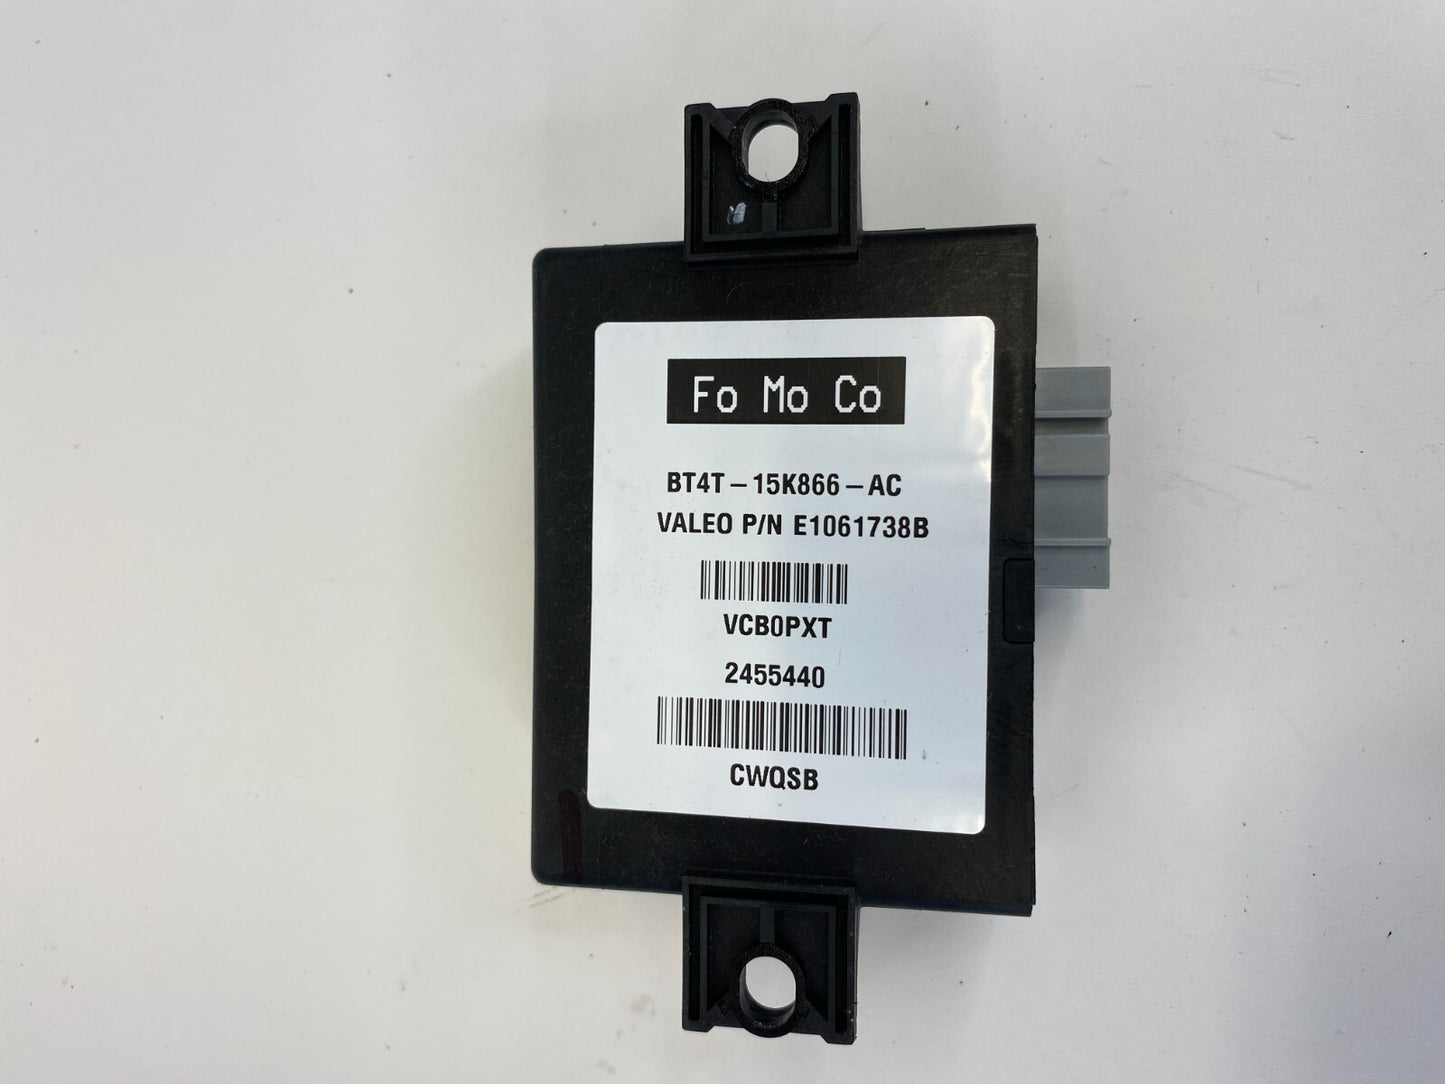 Fo Mo Co
BT4T-15K866-AC
VALEO P/N E1061738B
VCB0PXT
2455440
CWQSB